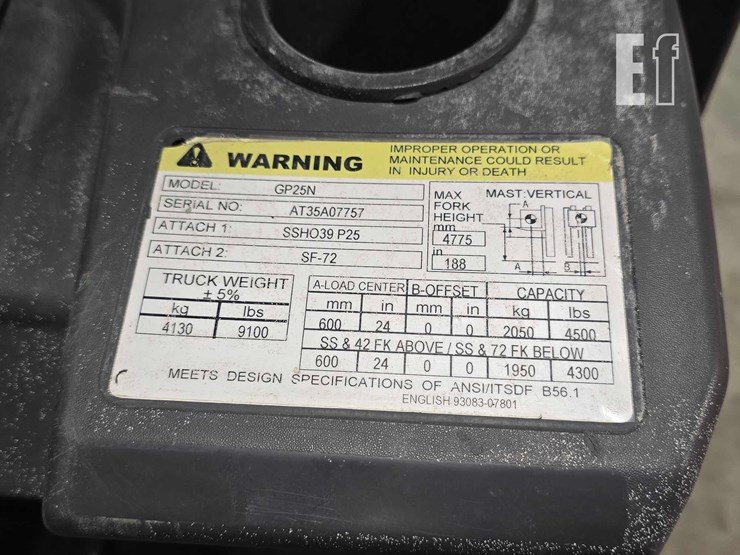 Ef
WARNING
IMPROPER OPERATION OR
MAINTENANCE COULD RESULT
IN INJURY OR DEATH
MODEL: GP25N
SERIAL NO: AT35A07757
ATTACH 1: SSHO39 P25
ATTACH 2: SF-72
MAX
FORK
HEIGHT
mm
4775
in
188
MAST:VERTICAL
A
A B
TRUCK WEIGHT
± 5%
kg lbs
4130 9100
A-LOAD CENTER B-OFFSET CAPACITY
mm in mm in kg lbs
600 24 0 0 2050 4500
SS & 42 FK ABOVE / SS & 72 FK BELOW
600 24 0 0 1950 4300
MEETS DESIGN SPECIFICATIONS OF ANSI/ITSDF B56.1
ENGLISH 93083-07801